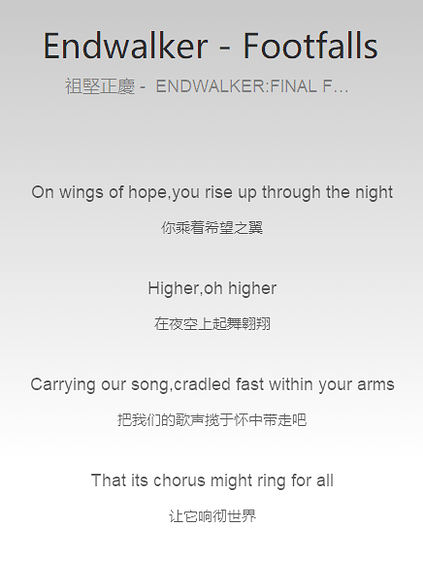 Endwalker - Footfalls
祖堅正慶 - ENDWALKER:FINAL F...
On wings of hope,you rise up through the night
你乘着希望之翼
Higher,oh higher
在夜空上起舞翱翔
Carrying our song,cradled fast within your arms
把我们的歌声揽于怀中带走吧
That its chorus might ring for all
让它响彻世界